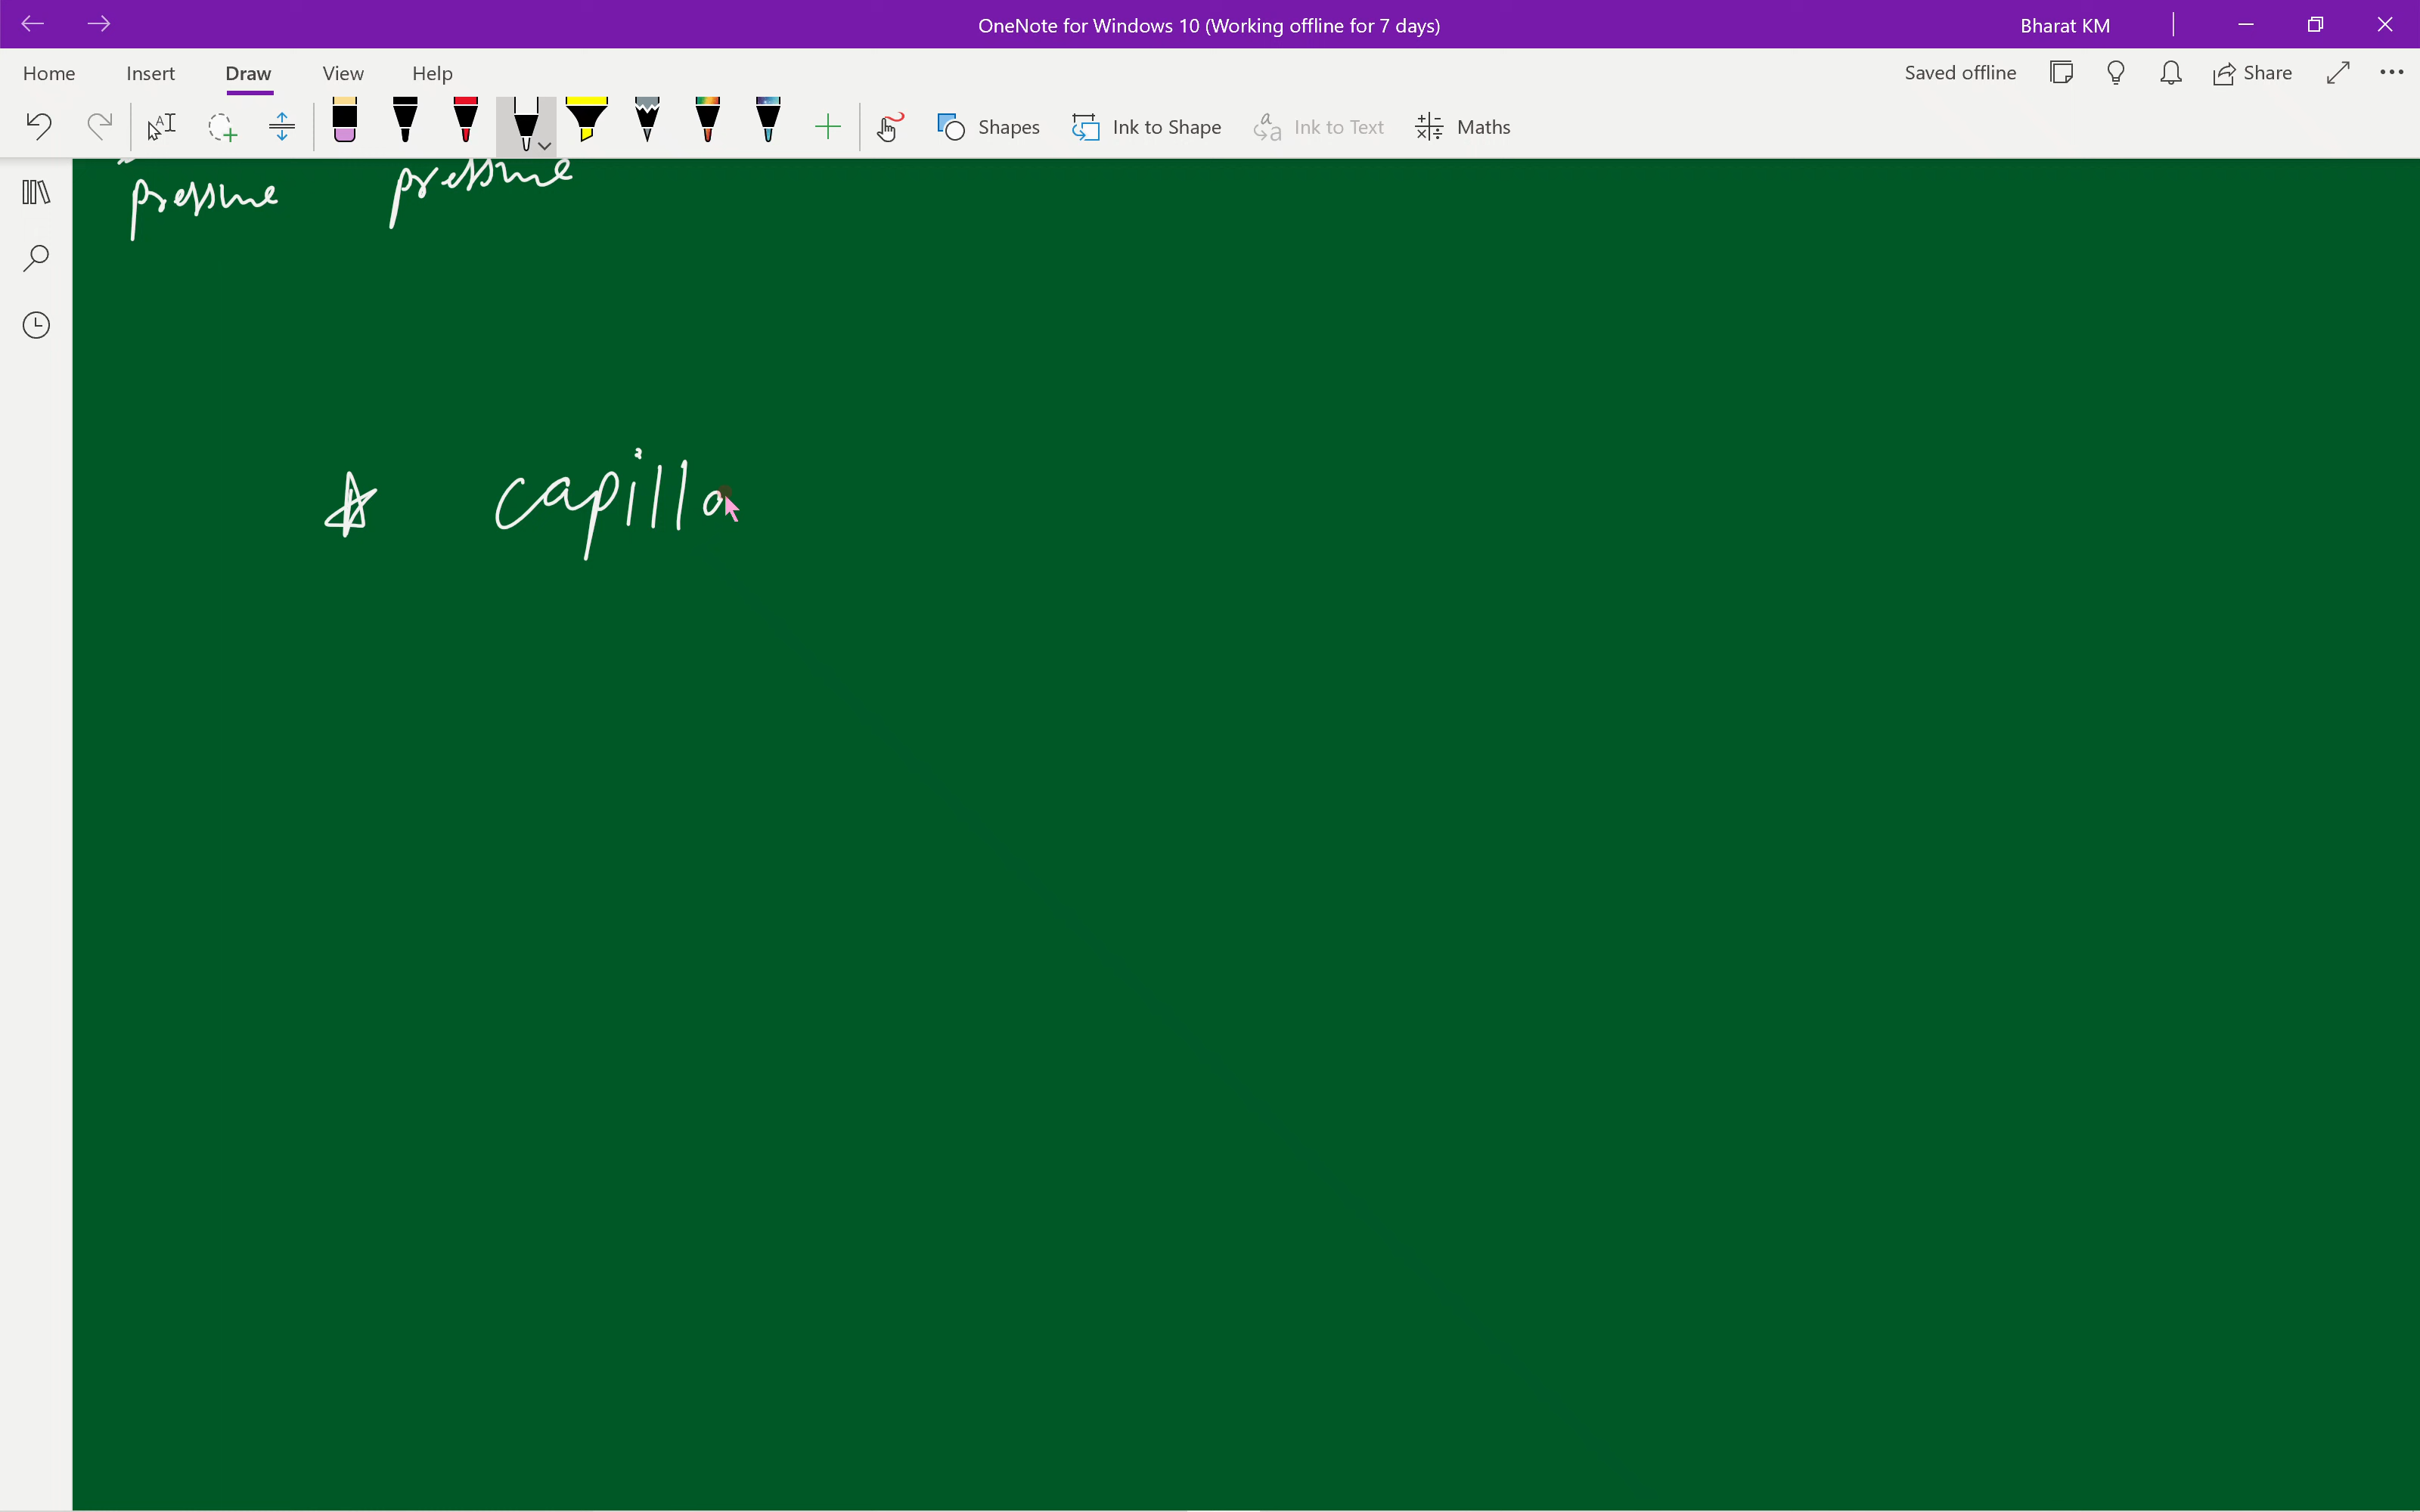 OneNote for Windows 10 (Working offline for 7 days)
Bharat KM
Home Insert Draw View Help
Saved offline Share
Shapes Ink to Shape Ink to Text Maths
pressure pressure
☆ capilla